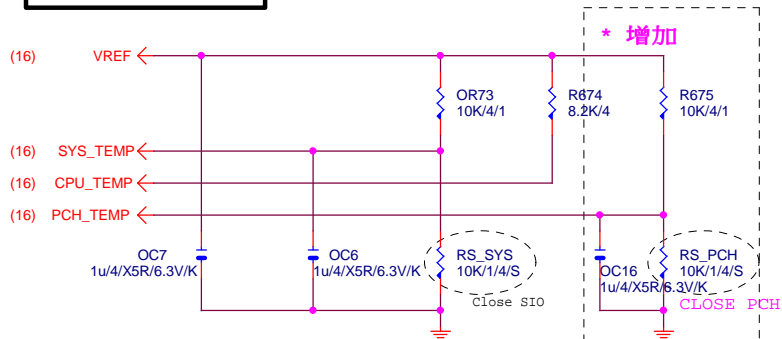 * 增加
(16) VREF
OR73
10K/4/1
R674
8.2K/4
R675
10K/4/1
(16) SYS_TEMP
(16) CPU_TEMP
(16) PCH_TEMP
OC7
1u/4/X5R/6.3V/K
OC6
1u/4/X5R/6.3V/K
RS_SYS
10K/1/4/S
Close SIO
OC16
1u/4/X5R/6.3V/K
RS_PCH
10K/1/4/S
CLOSE PCH